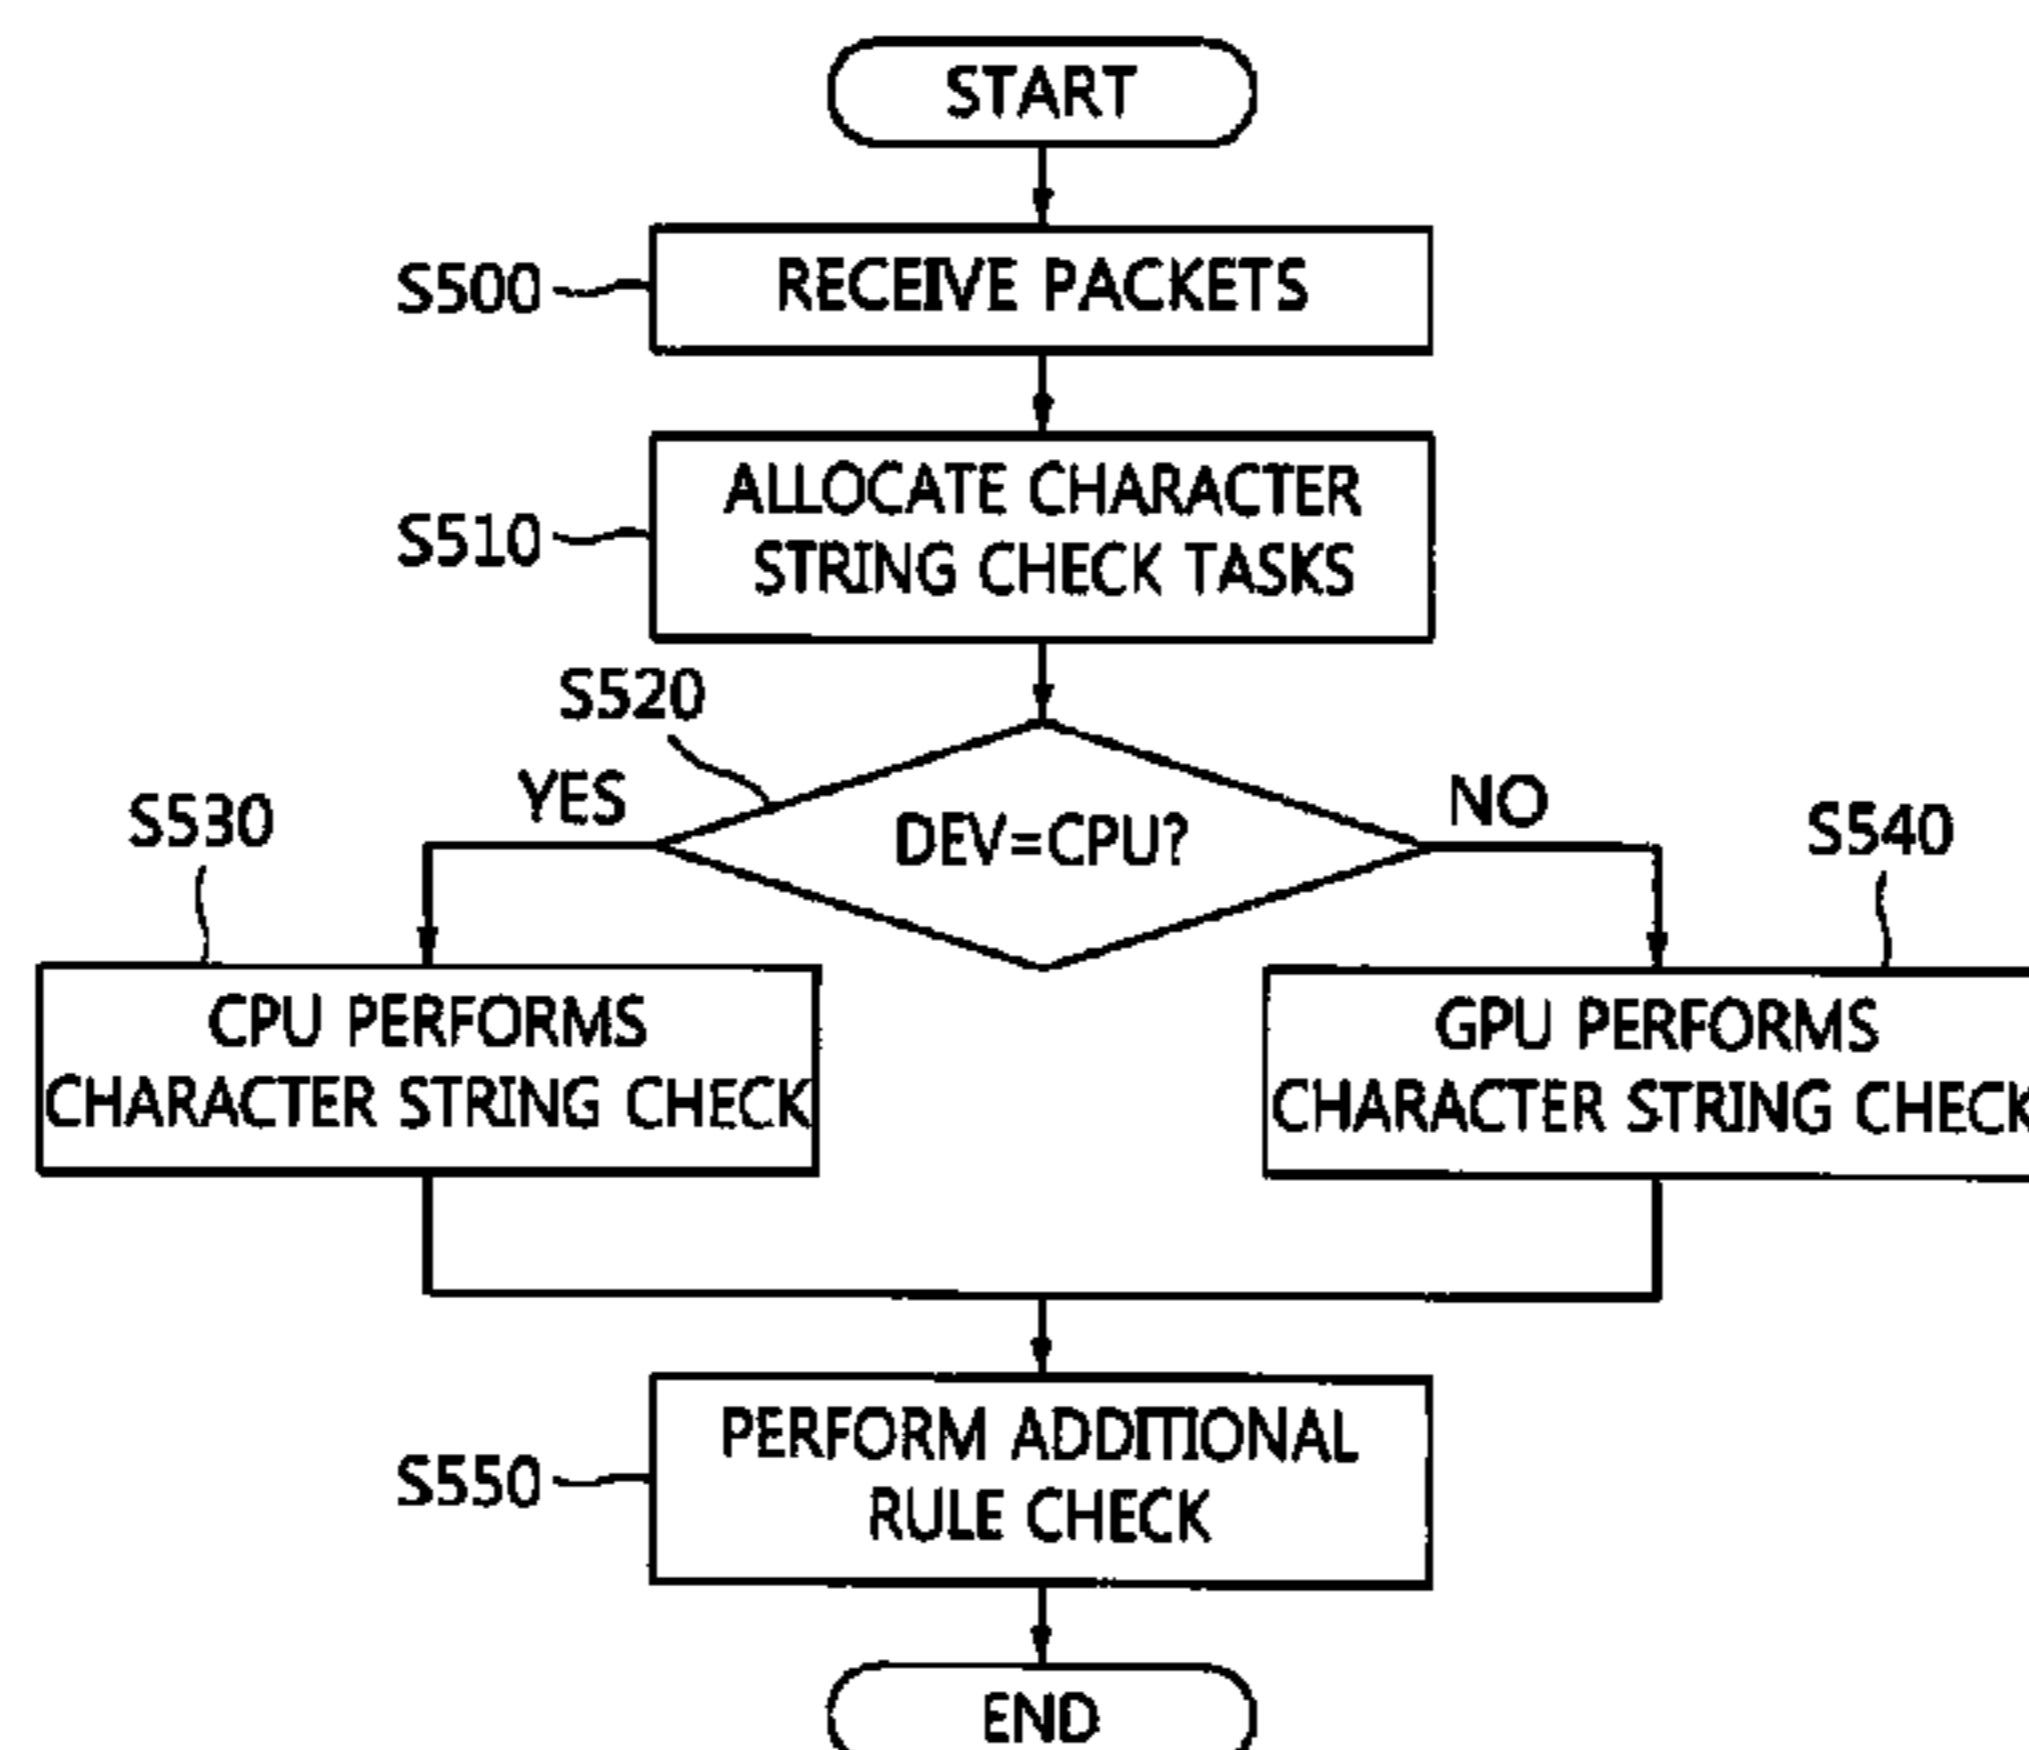 START
S500
RECEIVE PACKETS
S510
ALLOCATE CHARACTER
STRING CHECK TASKS
S520
YES
DEV=CPU?
NO
S530
S540
CPU PERFORMS
CHARACTER STRING CHECK
GPU PERFORMS
CHARACTER STRING CHECK
S550
PERFORM ADDITIONAL
RULE CHECK
END